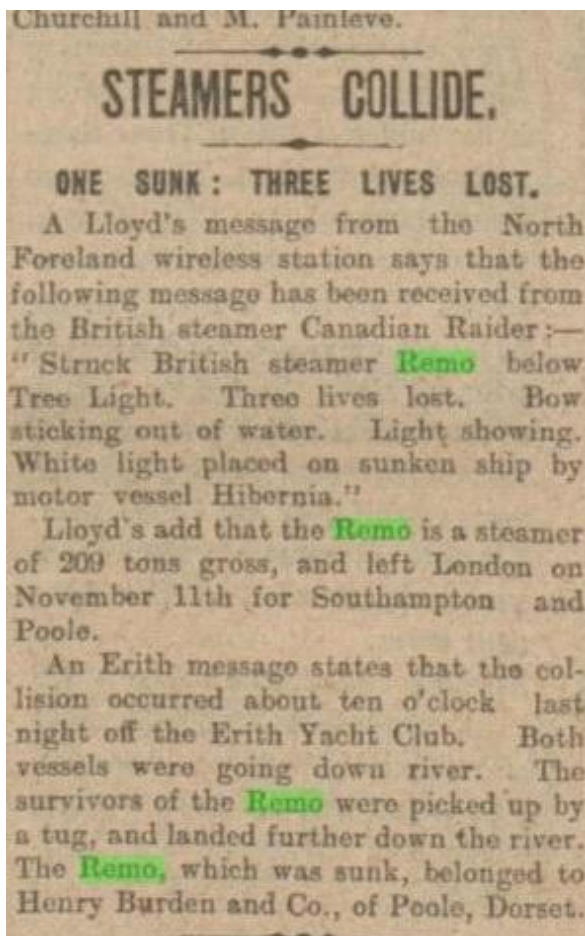 Churchill and M. Painleve.
STEAMERS COLLIDE.
ONE SUNK: THREE LIVES LOST.
A Lloyd's message from the North
Foreland wireless station says that the
following message has been received from
the British steamer Canadian Raider:—
"Struck British steamer Remo below
Tree Light. Three lives lost. Bow
sticking out of water. Light showing.
White light placed on sunken ship by
motor vessel Hibernia."
Lloyd's add that the Remo is a steamer
of 209 tons gross, and left London on
November 11th for Southampton and
Poole.
An Erith message states that the col-
lision occurred about ten o'clock last
night off the Erith Yacht Club. Both
vessels were going down river. The
survivors of the Remo were picked up by
a tug, and landed further down the river.
The Remo, which was sunk, belonged to
Henry Burden and Co., of Poole, Dorset.